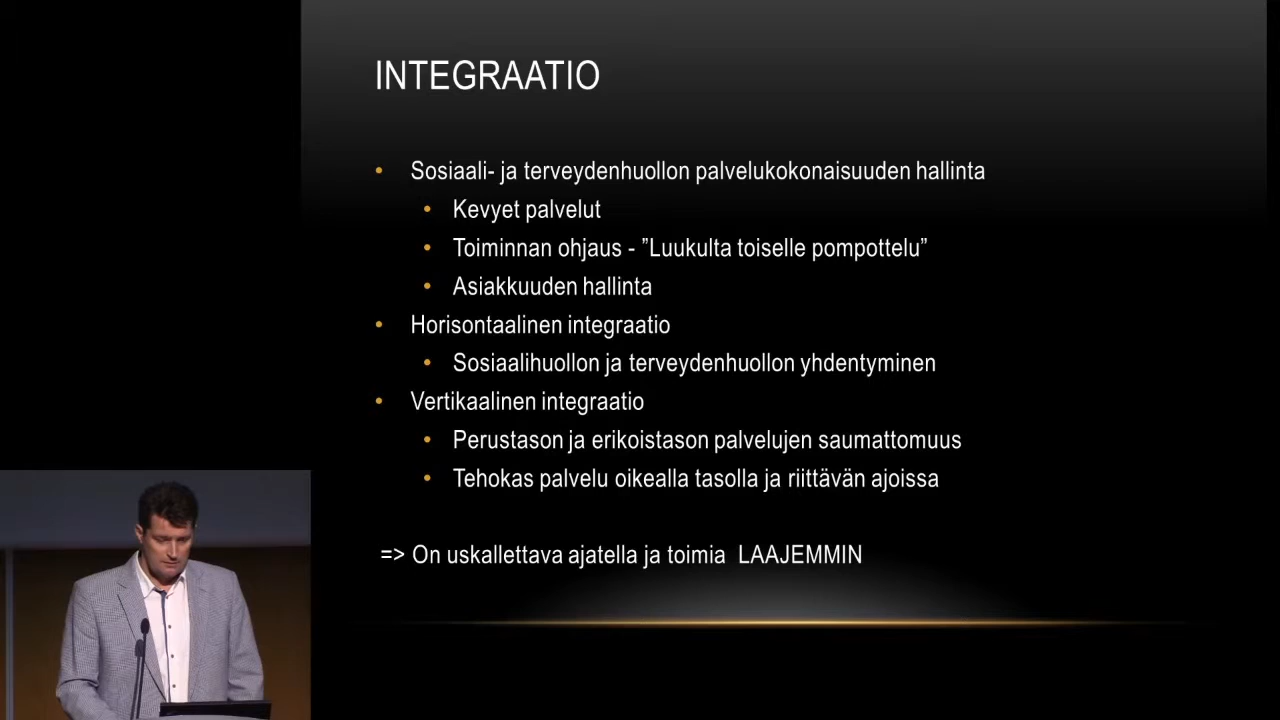 INTEGRAATIO
• Sosiaali- ja terveydenhuollon palvelukokonaisuuden hallinta
• Kevyet palvelut
• Toiminnan ohjaus - ”Luukulta toiselle pompottelu”
• Asiakkuuden hallinta
• Horisontaalinen integraatio
• Sosiaalihuollon ja terveydenhuollon yhdentyminen
• Vertikaalinen integraatio
• Perustason ja erikoistason palvelujen saumattomuus
• Tehokas palvelu oikealla tasolla ja riittävän ajoissa
=> On uskallettava ajatella ja toimia LAAJEMMIN